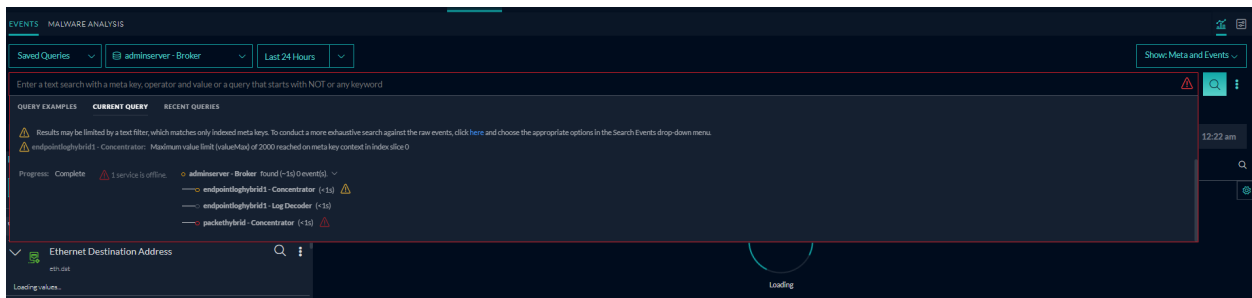 EVENTS MALWARE ANALYSIS
Saved Queries adminserver - Broker Last 24 Hours Show: Meta and Events
Enter a text search with a meta key, operator and value or a query that starts with NOT or any keyword
QUERY EXAMPLES CURRENT QUERY RECENT QUERIES
Results may be limited by a text filter, which matches only indexed meta keys. To conduct a more exhaustive search against the raw events, click here and choose the appropriate options in the Search Events drop-down menu.
endpointloghybrid1 - Concentrator: Maximum value limit (valueMax) of 2000 reached on meta key context in index slice 0
12:22 am
Progress: Complete 1 service is offline. adminserver - Broker found (~1s) 0 event(s).
endpointloghybrid1 - Concentrator (<1s)
endpointloghybrid1 - Log Decoder (<1s)
packethybrid - Concentrator (<1s)
Ethernet Destination Address
eth.dst
Loading values...
Loading